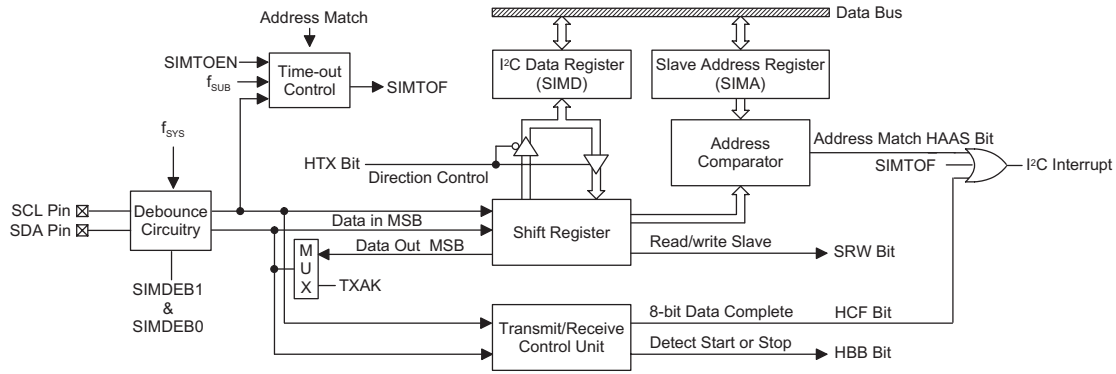 Data Bus
Address Match
SIMTOEN
fSUB
Time-out
Control
SIMTOF
I²C Data Register
(SIMD)
Slave Address Register
(SIMA)
fSYS
HTX Bit
Direction Control
Address
Comparator
Address Match HAAS Bit
SIMTOF
I²C Interrupt
SCL Pin
SDA Pin
Debounce
Circuitry
Data in MSB
Shift Register
Data Out MSB
Read/write Slave
SRW Bit
M
U
X
TXAK
SIMDEB1
&
SIMDEB0
Transmit/Receive
Control Unit
8-bit Data Complete
HCF Bit
Detect Start or Stop
HBB Bit